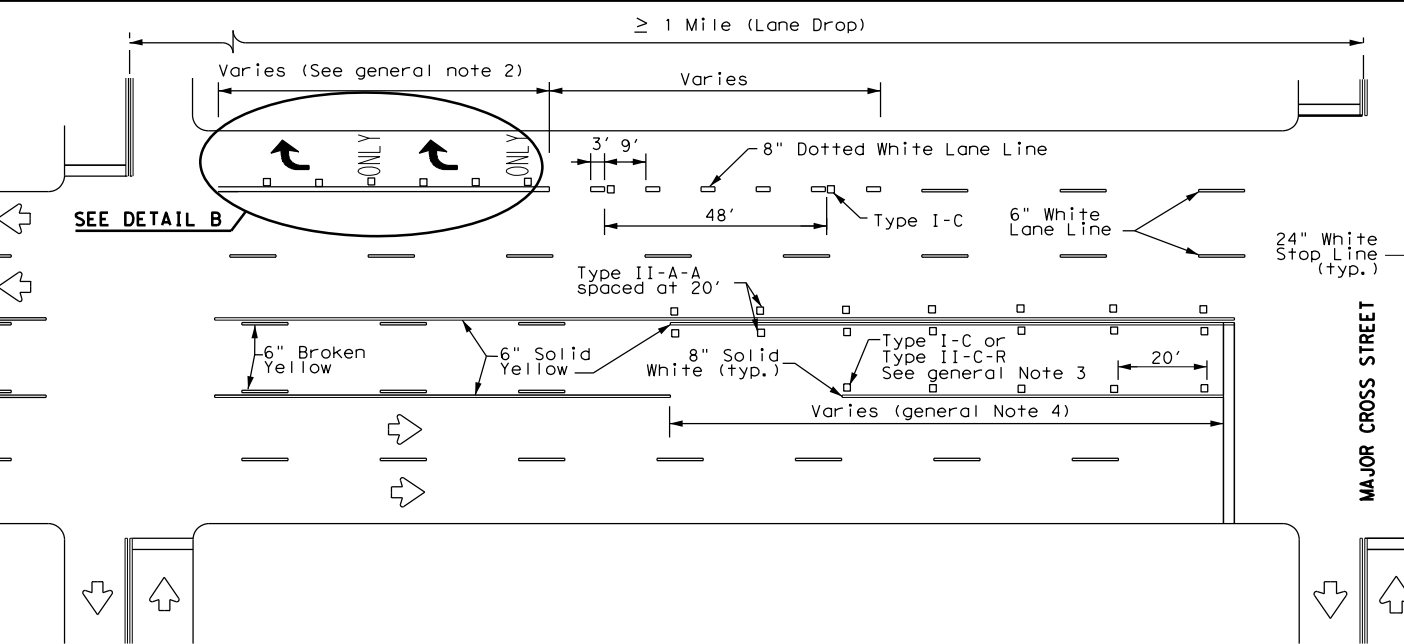 ≥ 1 Mile (Lane Drop)
Varies (See general note 2)
Varies
ONLY
ONLY
3' 9'
8" Dotted White Lane Line
SEE DETAIL B
48'
Type I-C
6" White
Lane Line
24" White
Stop Line
(typ.)
Type II-A-A
spaced at 20'
6" Broken
Yellow
6" Solid
Yellow
8" Solid
White (typ.)
Type I-C or
Type II-C-R
See general Note 3
20'
Varies (general Note 4)
MAJOR CROSS STREET